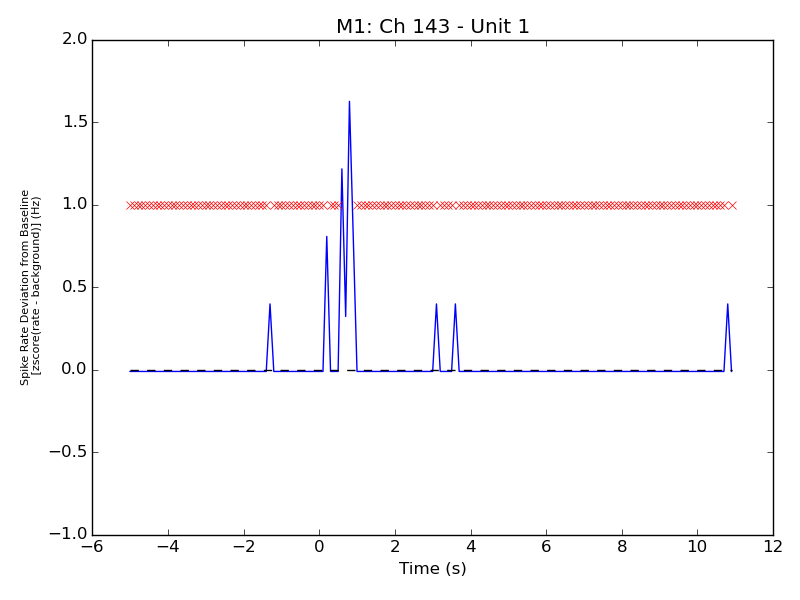 M1: Ch 143 - Unit 1
2.0
1.5
1.0
0.5
0.0
−0.5
−1.0
Spike Rate Deviation from Baseline
[zscore(rate - background)] (Hz)
−6 −4 −2 0 2 4 6 8 10 12
Time (s)